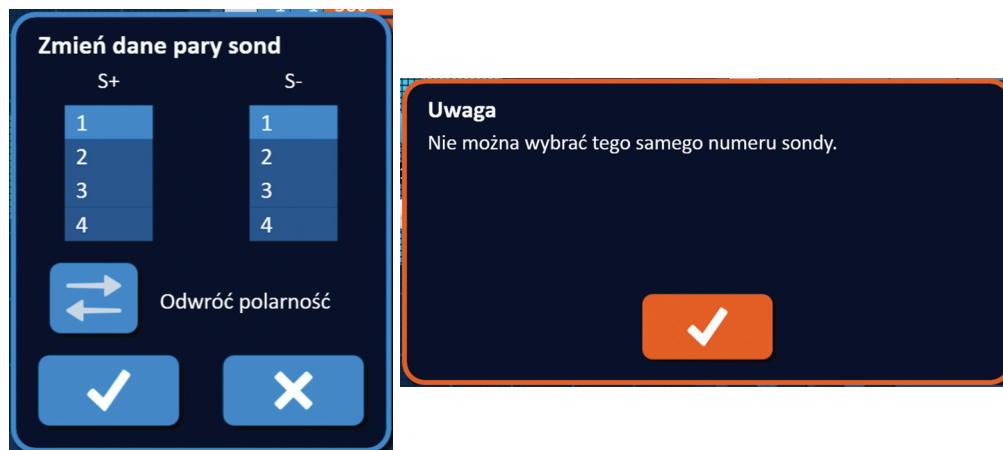 Zmień dane pary sond
S+ S-
1 1
2 2
3 3
4 4
Odwróć polarność
Uwaga
Nie można wybrać tego samego numeru sondy.